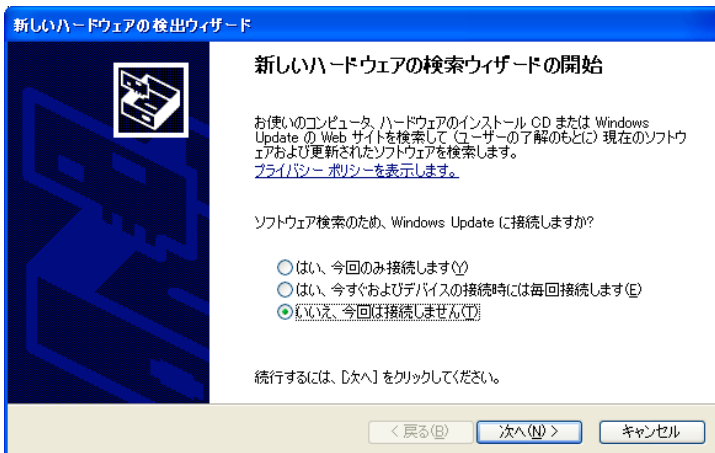 新しいハードウェアの検出ウィザード
新しいハードウェアの検索ウィザードの開始
お使いのコンピュータ、ハードウェアのインストール CD または Windows
Update の Web サイトを検索して (ユーザーの了解のもとに) 現在のソフトウ
ェアおよび更新されたソフトウェアを検索します。
プライバシー ポリシーを表示します。
ソフトウェア検索のため、Windows Update に接続しますか?
はい、今回のみ接続します(Y)
はい、今すぐおよびデバイスの接続時には毎回接続します(E)
いいえ、今回は接続しません(T)
続行するには、[次へ] をクリックしてください。
< 戻る(B) 次へ(N) > キャンセル